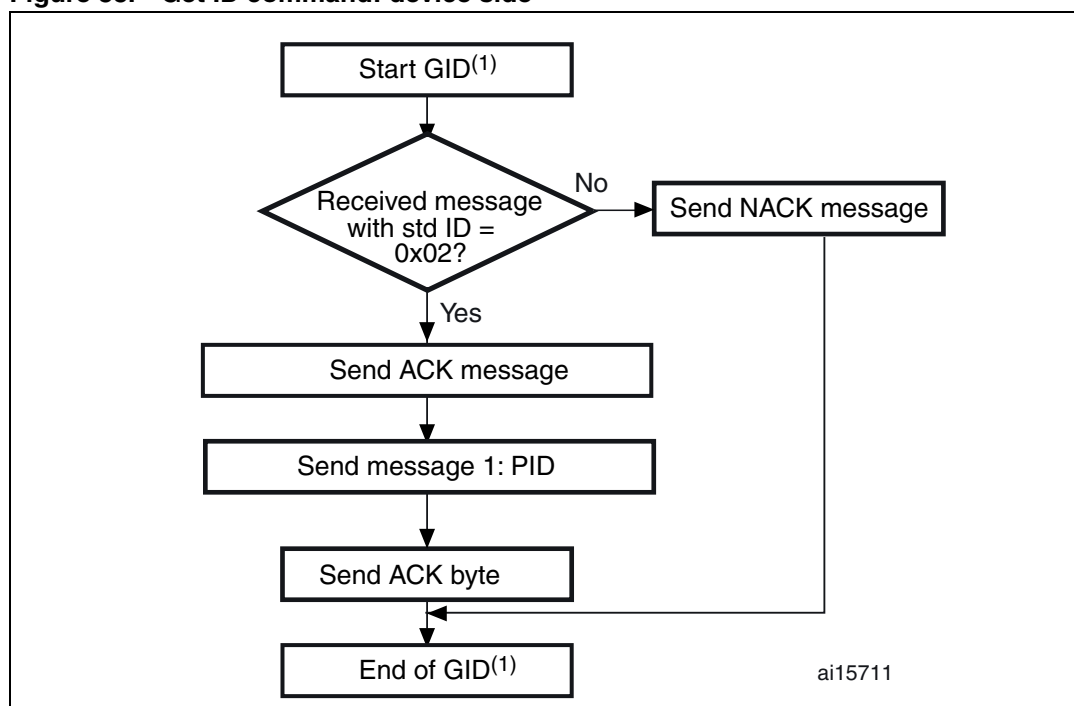 Start GID(1)
Received message
with std ID =
0x02?
No
Send NACK message
Yes
Send ACK message
Send message 1: PID
Send ACK byte
End of GID(1)
ai15711